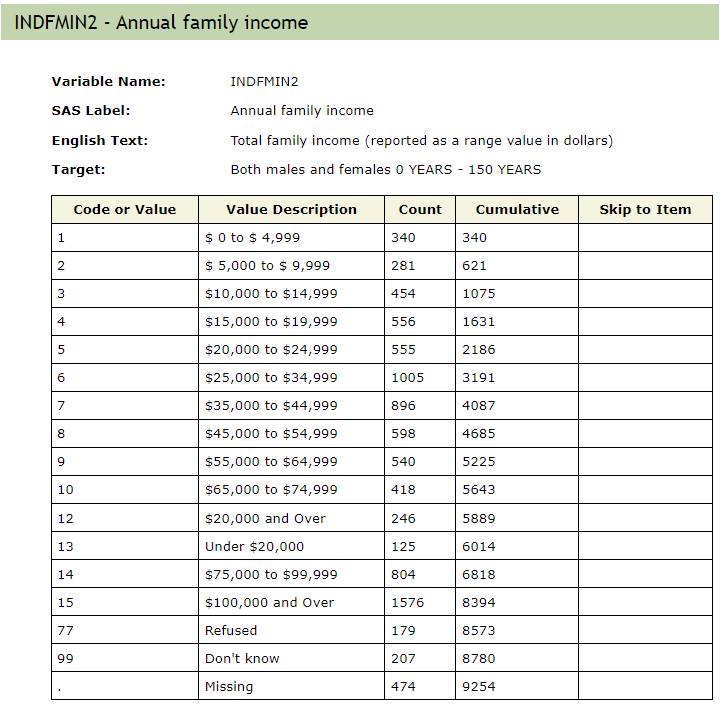 INDFMIN2 - Annual family income
Variable Name: INDFMIN2
SAS Label: Annual family income
English Text: Total family income (reported as a range value in dollars)
Target: Both males and females 0 YEARS - 150 YEARS
Code or Value Value Description Count Cumulative Skip to Item
1 $ 0 to $ 4,999 340 340
2 $ 5,000 to $ 9,999 281 621
3 $10,000 to $14,999 454 1075
4 $15,000 to $19,999 556 1631
5 $20,000 to $24,999 555 2186
6 $25,000 to $34,999 1005 3191
7 $35,000 to $44,999 896 4087
8 $45,000 to $54,999 598 4685
9 $55,000 to $64,999 540 5225
10 $65,000 to $74,999 418 5643
12 $20,000 and Over 246 5889
13 Under $20,000 125 6014
14 $75,000 to $99,999 804 6818
15 $100,000 and Over 1576 8394
77 Refused 179 8573
99 Don't know 207 8780
. Missing 474 9254